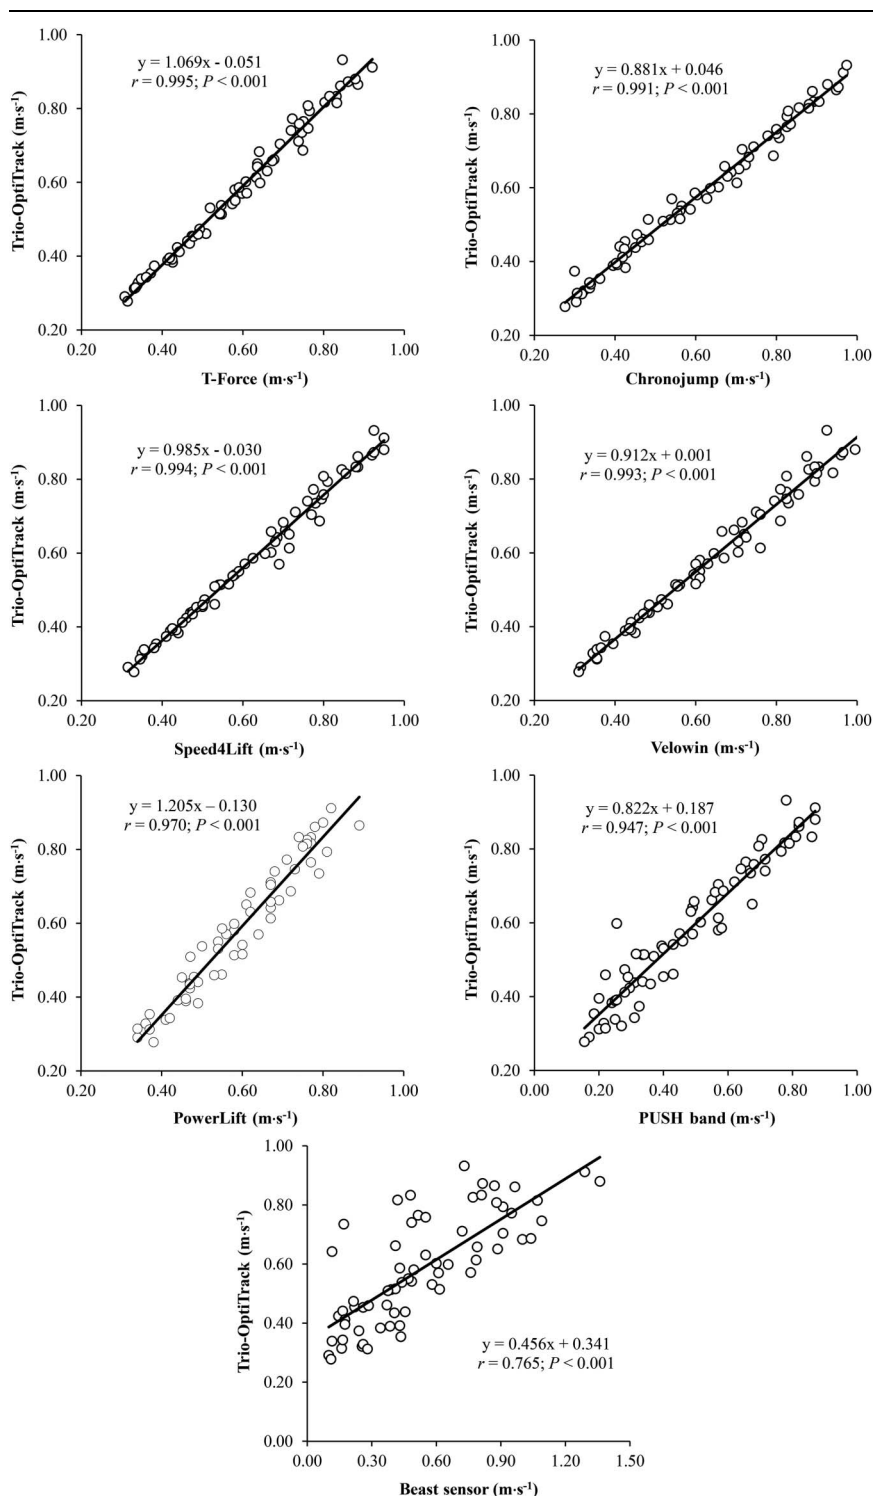 1.00
0.80
0.60
0.40
0.20
Trio-OptiTrack (m·s-1)
y = 1.069x - 0.051
r = 0.995; P < 0.001
0.20 0.40 0.60 0.80 1.00
T-Force (m·s-1)
1.00
0.80
0.60
0.40
0.20
Trio-OptiTrack (m·s-1)
y = 0.881x + 0.046
r = 0.991; P < 0.001
0.20 0.40 0.60 0.80 1.00
Chronojump (m·s-1)
1.00
0.80
0.60
0.40
0.20
Trio-OptiTrack (m·s-1)
y = 0.985x - 0.030
r = 0.994; P < 0.001
0.20 0.40 0.60 0.80 1.00
Speed4Lift (m·s-1)
1.00
0.80
0.60
0.40
0.20
Trio-OptiTrack (m·s-1)
y = 0.912x + 0.001
r = 0.993; P < 0.001
0.20 0.40 0.60 0.80 1.00
Velowin (m·s-1)
1.00
0.80
0.60
0.40
0.20
Trio-OptiTrack (m·s-1)
y = 1.205x – 0.130
r = 0.970; P < 0.001
0.20 0.40 0.60 0.80 1.00
PowerLift (m·s-1)
1.00
0.80
0.60
0.40
0.20
Trio-OptiTrack (m·s-1)
y = 0.822x + 0.187
r = 0.947; P < 0.001
0.00 0.20 0.40 0.60 0.80 1.00
PUSH band (m·s-1)
1.00
0.80
0.60
0.40
0.20
0.00
Trio-OptiTrack (m·s-1)
y = 0.456x + 0.341
r = 0.765; P < 0.001
0.00 0.30 0.60 0.90 1.20 1.50
Beast sensor (m·s-1)